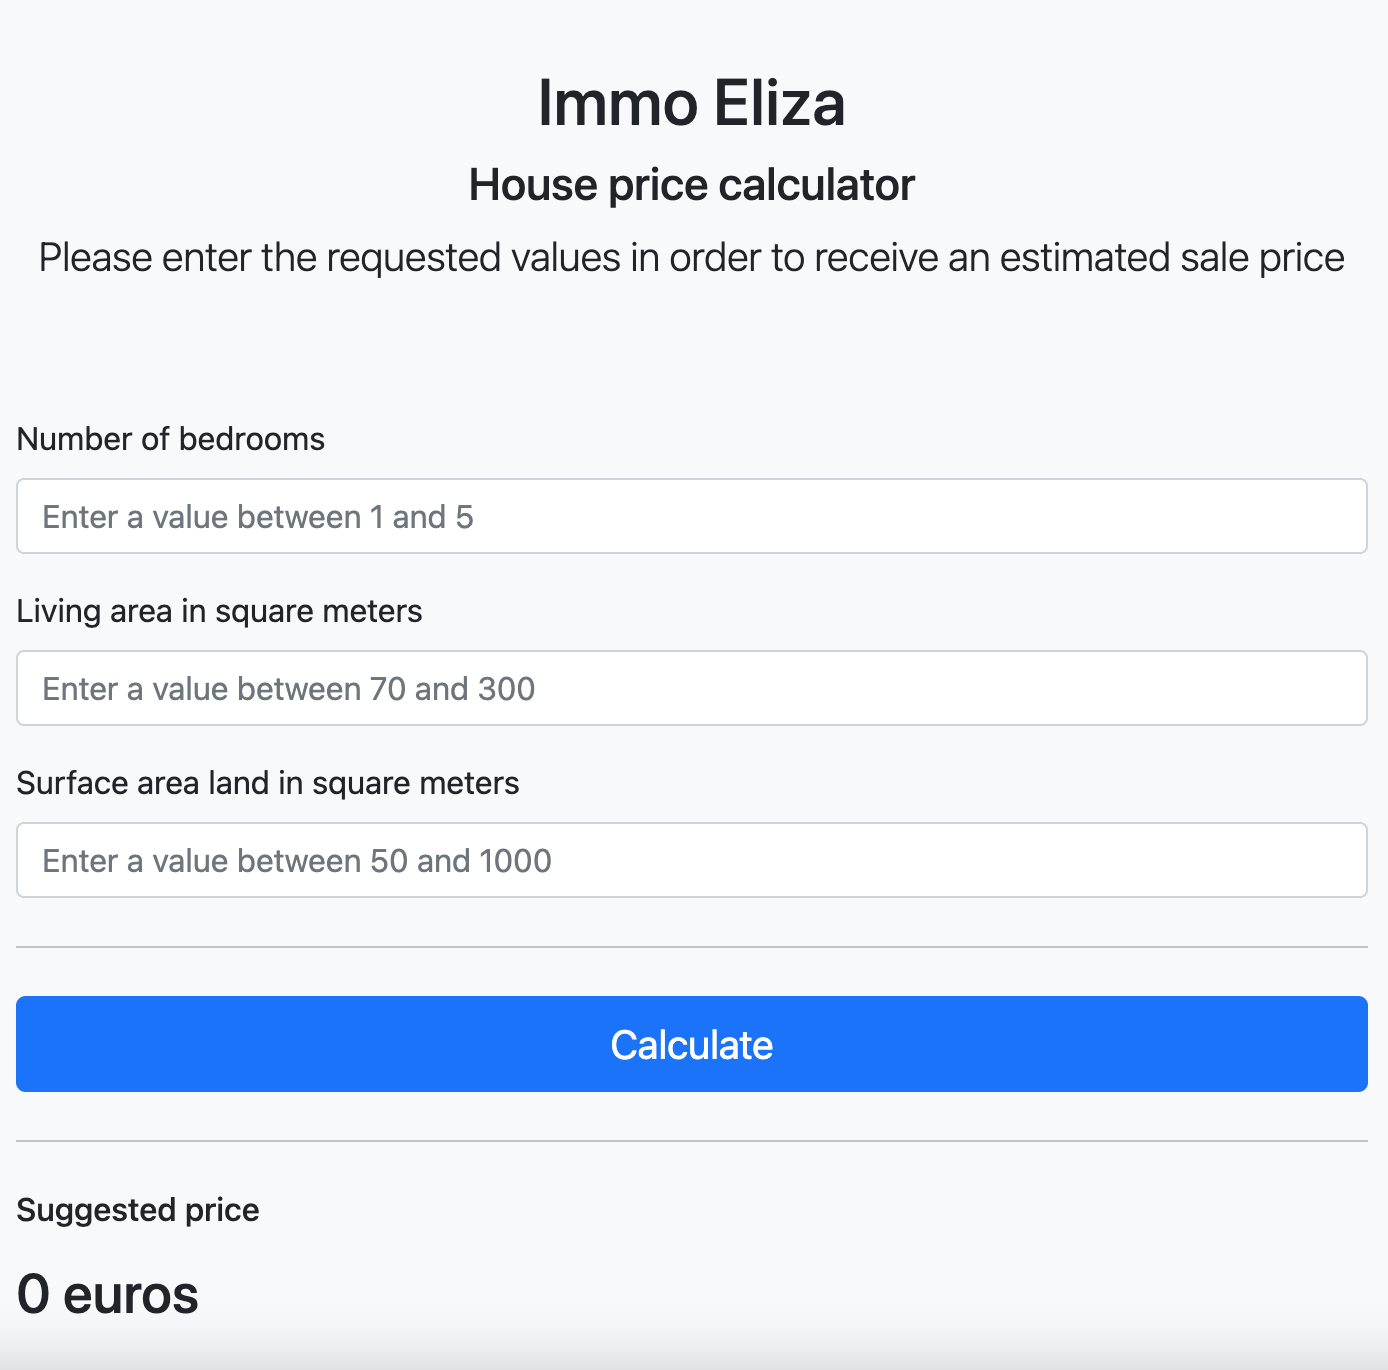 Immo Eliza
House price calculator
Please enter the requested values in order to receive an estimated sale price
Number of bedrooms
Enter a value between 1 and 5
Living area in square meters
Enter a value between 70 and 300
Surface area land in square meters
Enter a value between 50 and 1000
Calculate
Suggested price
0 euros